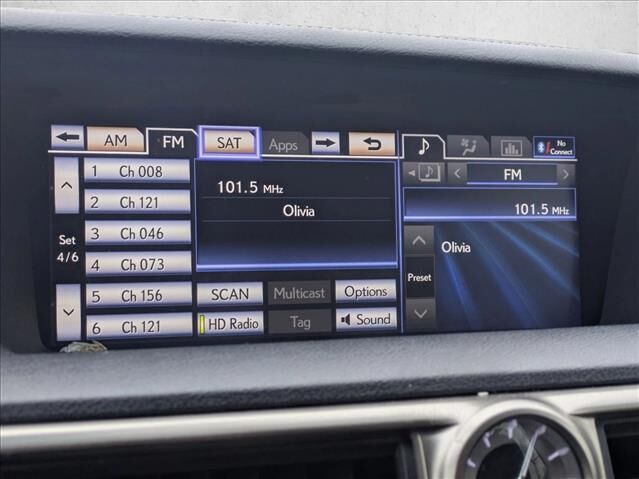 AM FM SAT Apps
No Connect
1 Ch 008
2 Ch 121
3 Ch 046
4 Ch 073
5 Ch 156
6 Ch 121
Set
4/6
101.5 MHz
Olivia
SCAN Multicast Options
HD Radio Tag Sound
FM
101.5 MHz
Olivia
Preset